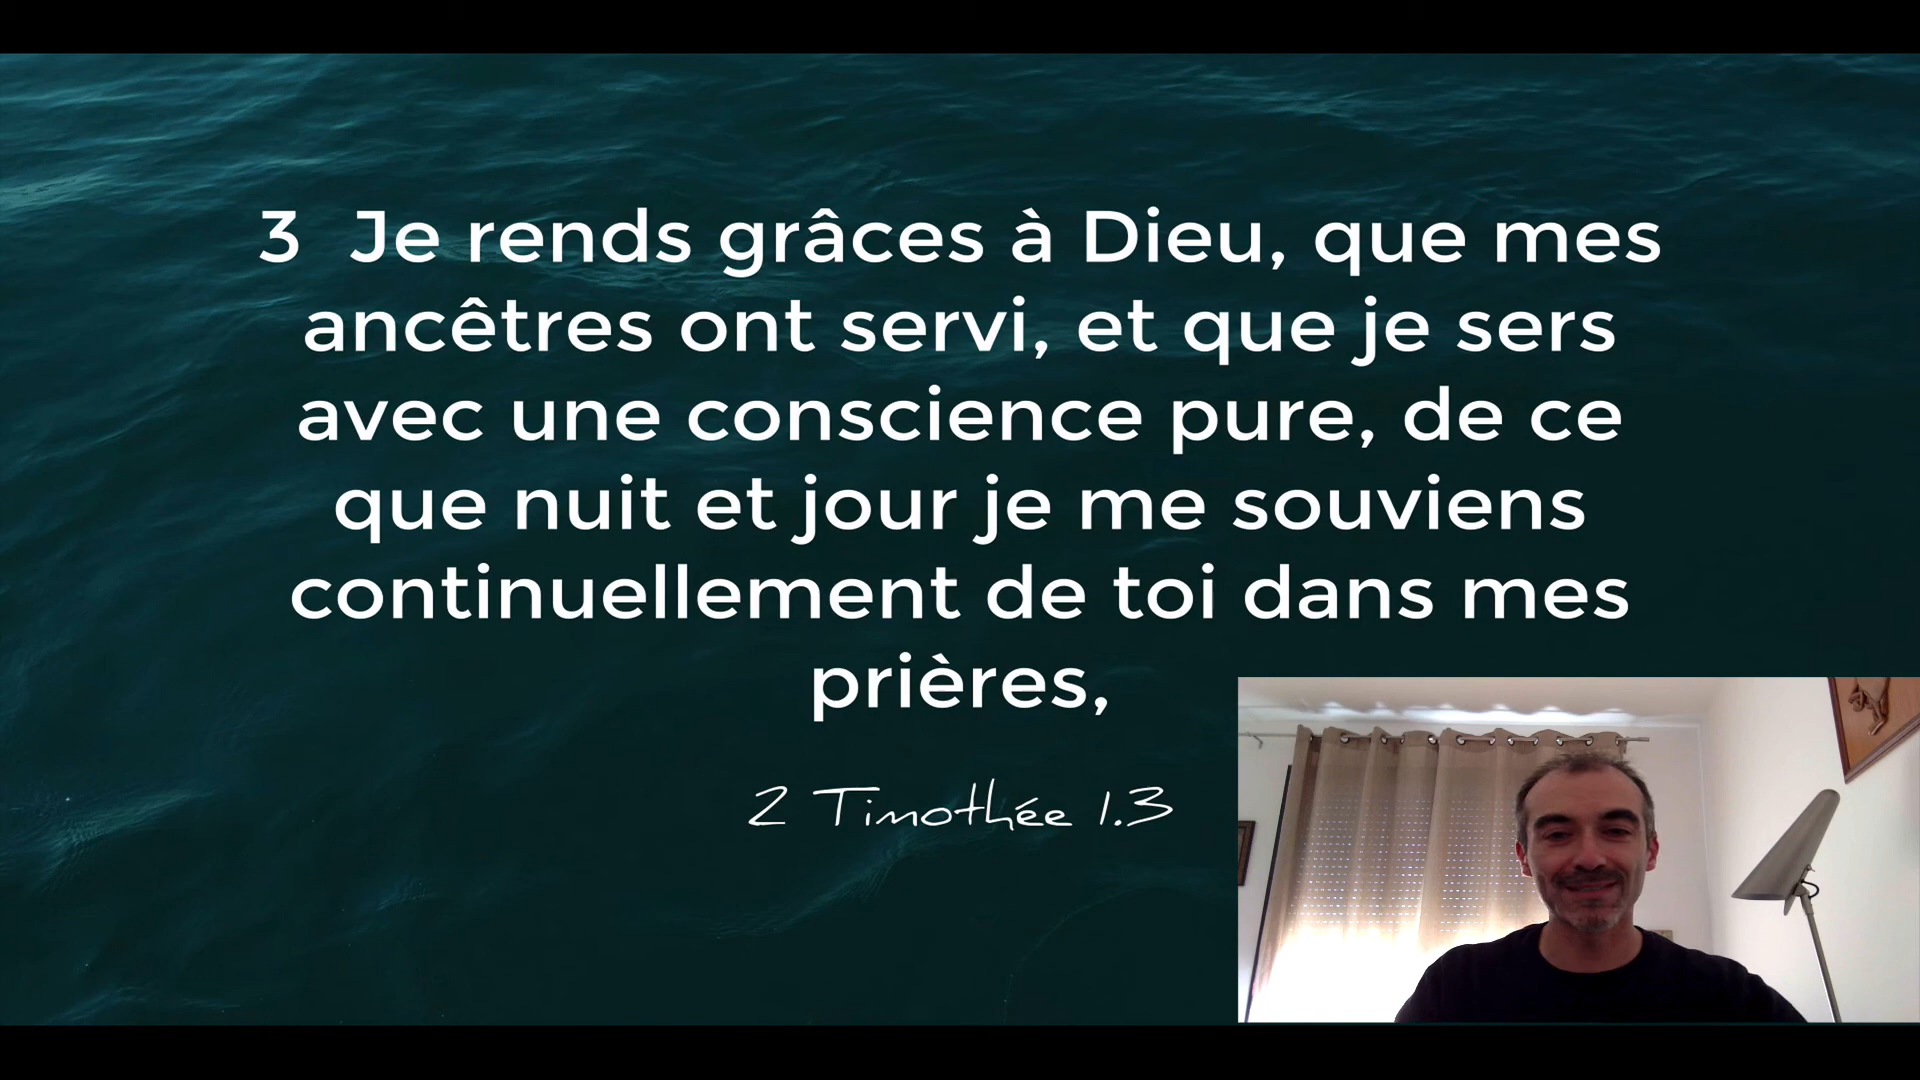 3 Je rends grâces à Dieu, que mes
ancêtres ont servi, et que je sers
avec une conscience pure, de ce
que nuit et jour je me souviens
continuellement de toi dans mes
prières,
2 Timothée 1.3